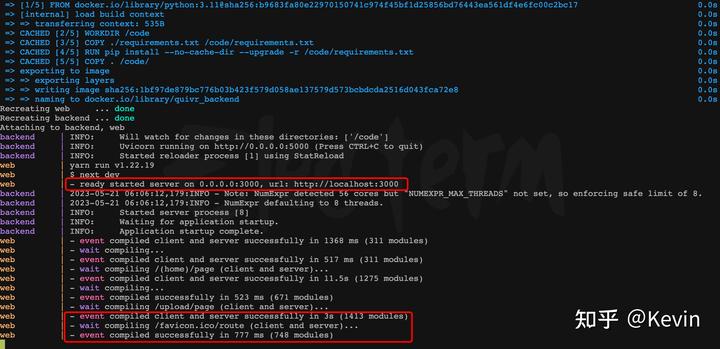 => [1/5] FROM docker.io/library/python:3.11@sha256:b9683fa80e22970150741c974f45bf1d25856bd76443ea561df4e6fc00c2bc17 0.0s
=> [internal] load build context 0.0s
=> => transferring context: 535B 0.0s
=> CACHED [2/5] WORKDIR /code 0.0s
=> CACHED [3/5] COPY ./requirements.txt /code/requirements.txt 0.0s
=> CACHED [4/5] RUN pip install --no-cache-dir --upgrade -r /code/requirements.txt 0.0s
=> CACHED [5/5] COPY . /code/ 0.0s
=> exporting to image 0.0s
=> => exporting layers 0.0s
=> => writing image sha256:1bf97de879bc776b03b423f579d058ae137579d573bcbdcda2516d043fca72e8 0.0s
=> => naming to docker.io/library/quivr_backend 0.0s
Recreating web ... done
Recreating backend ... done
Attaching to backend, web
backend | INFO: Will watch for changes in these directories: ['/code']
backend | INFO: Uvicorn running on http://0.0.0.0:5000 (Press CTRL+C to quit)
backend | INFO: Started reloader process [1] using StatReload
web | yarn run v1.22.19
web | $ next dev
web | - ready started server on 0.0.0.0:3000, url: http://localhost:3000
backend | 2023-05-21 06:06:12,179:INFO - Note: NumExpr detected 56 cores but "NUMEXPR_MAX_THREADS" not set, so enforcing safe limit of 8.
backend | 2023-05-21 06:06:12,179:INFO - NumExpr defaulting to 8 threads.
backend | INFO: Started server process [8]
backend | INFO: Waiting for application startup.
backend | INFO: Application startup complete.
web | - event compiled client and server successfully in 1368 ms (311 modules)
web | - wait compiling...
web | - event compiled client and server successfully in 517 ms (311 modules)
web | - wait compiling /(home)/page (client and server)...
web | - event compiled client and server successfully in 11.5s (1275 modules)
web | - wait compiling...
web | - event compiled successfully in 523 ms (671 modules)
web | - wait compiling /upload/page (client and server)...
web | - event compiled client and server successfully in 3s (1413 modules)
web | - wait compiling /favicon.ico/route (client and server)...
web | - event compiled successfully in 777 ms (748 modules)
知乎 @Kevin